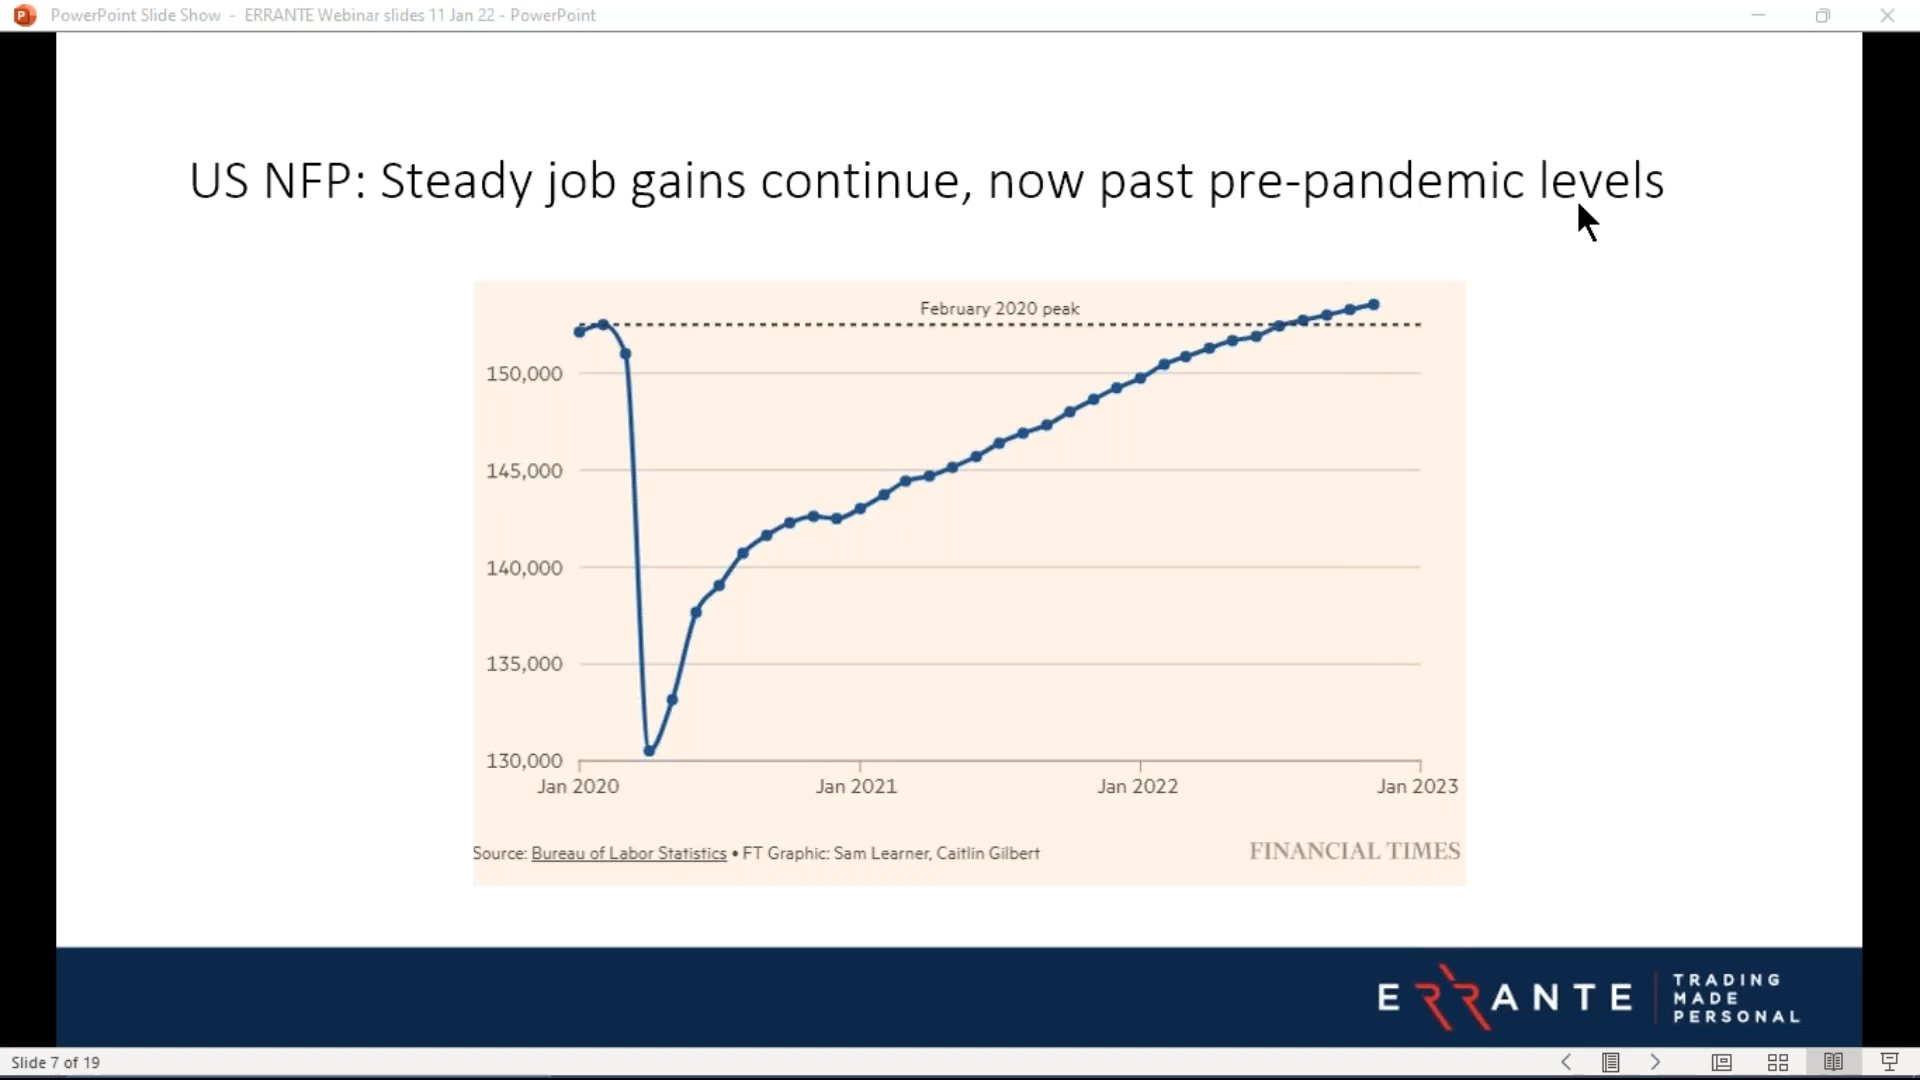 PowerPoint Slide Show - ERRANTE Webinar slides 11 Jan 22 - PowerPoint
US NFP: Steady job gains continue, now past pre-pandemic levels
February 2020 peak
150,000
145,000
140,000
135,000
130,000
Jan 2020 Jan 2021 Jan 2022 Jan 2023
Source: Bureau of Labor Statistics • FT Graphic: Sam Learner, Caitlin Gilbert
FINANCIAL TIMES
ERRANTE
TRADING
MADE
PERSONAL
Slide 7 of 19